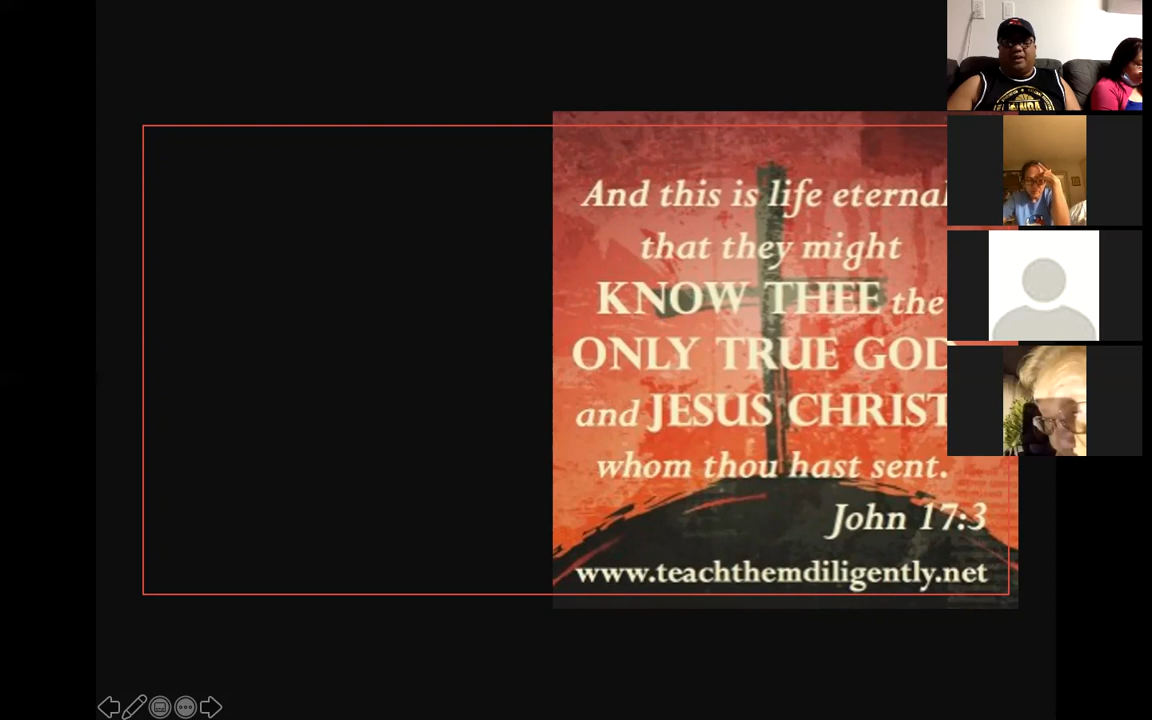 And this is life eternal
that they might
KNOW THEE the
ONLY TRUE GOD
and JESUS CHRIST
whom thou hast sent.
John 17:3
www.teachthemdiligently.net
NBA